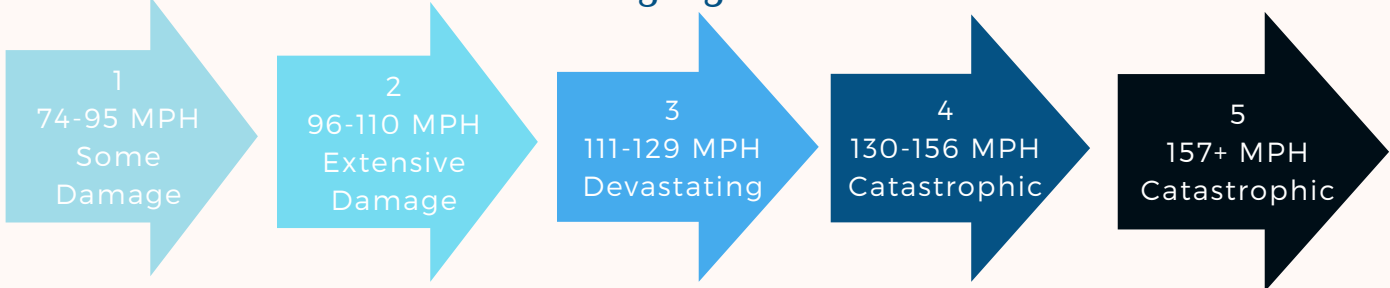 1
74-95 MPH
Some
Damage
2
96-110 MPH
Extensive
Damage
3
111-129 MPH
Devastating
4
130-156 MPH
Catastrophic
5
157+ MPH
Catastrophic